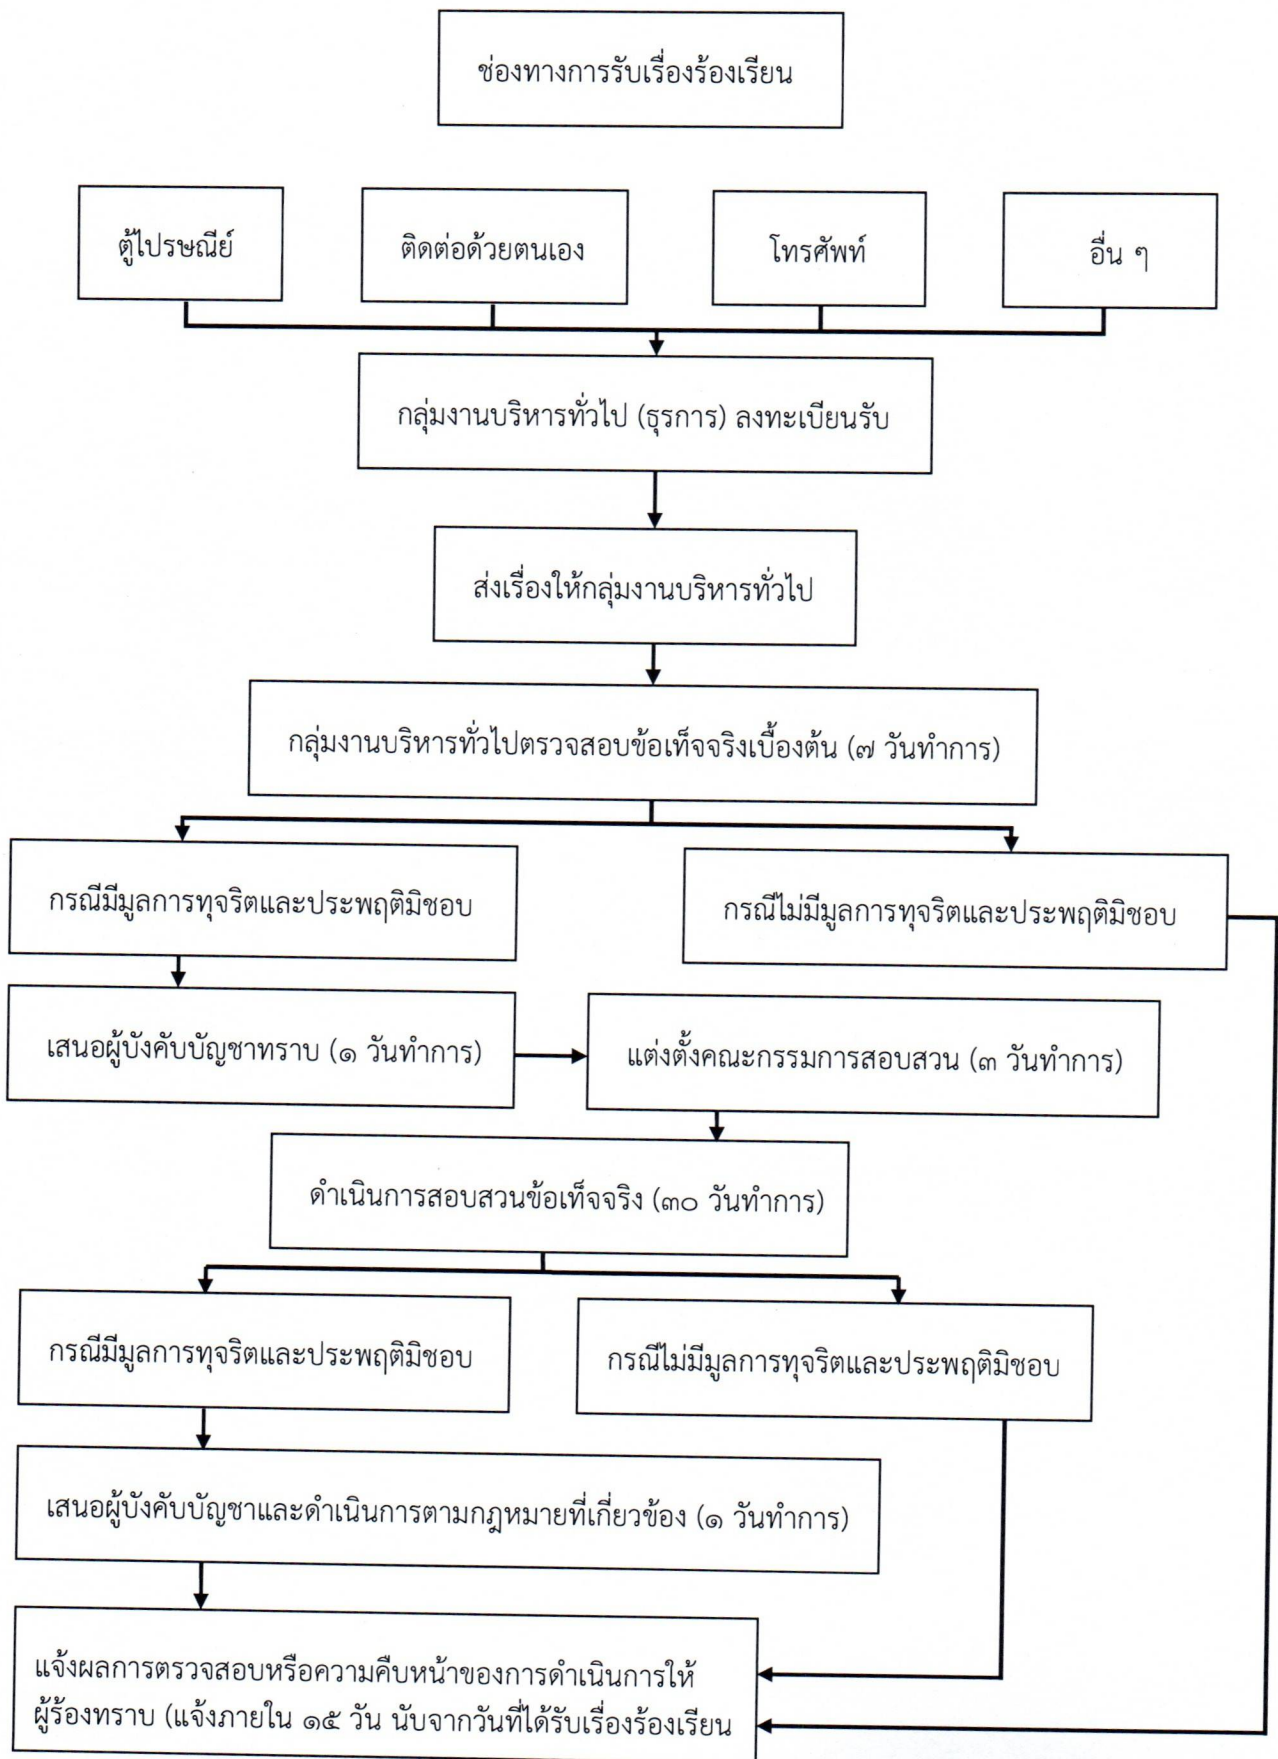 ช่องทางการรับเรื่องร้องเรียน
ตู้ไปรษณีย์
ติดต่อด้วยตนเอง
โทรศัพท์
อื่น ๆ
กลุ่มงานบริหารทั่วไป (ธุรการ) ลงทะเบียนรับ
ส่งเรื่องให้กลุ่มงานบริหารทั่วไป
กลุ่มงานบริหารทั่วไปตรวจสอบข้อเท็จจริงเบื้องต้น (๗ วันทำการ)
กรณีมีมูลการทุจริตและประพฤติมิชอบ
กรณีไม่มีมูลการทุจริตและประพฤติมิชอบ
เสนอผู้บังคับบัญชาทราบ (๑ วันทำการ)
แต่งตั้งคณะกรรมการสอบสวน (๓ วันทำการ)
ดำเนินการสอบสวนข้อเท็จจริง (๓๐ วันทำการ)
กรณีมีมูลการทุจริตและประพฤติมิชอบ
กรณีไม่มีมูลการทุจริตและประพฤติมิชอบ
เสนอผู้บังคับบัญชาและดำเนินการตามกฎหมายที่เกี่ยวข้อง (๑ วันทำการ)
แจ้งผลการตรวจสอบหรือความคืบหน้าของการดำเนินการให้
ผู้ร้องทราบ (แจ้งภายใน ๑๕ วัน นับจากวันที่ได้รับเรื่องร้องเรียน